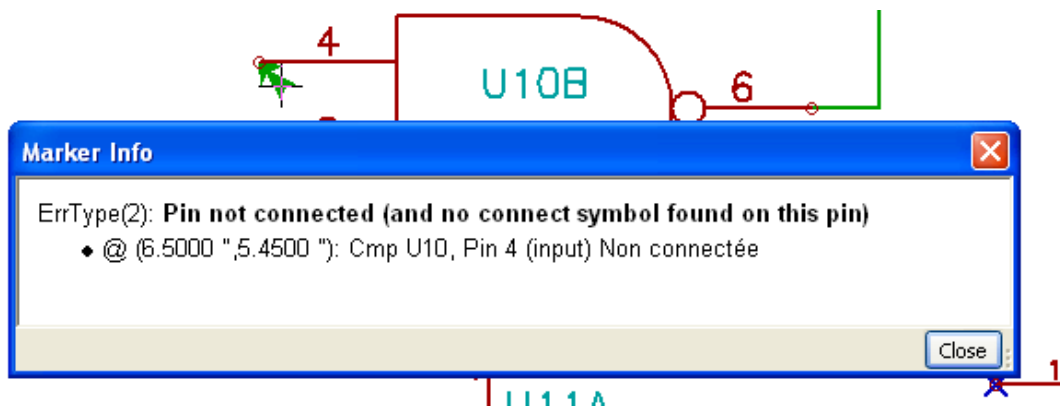 4
U10B
6
Marker Info
ErrType(2): Pin not connected (and no connect symbol found on this pin)
● @ (6.5000 ",5.4500 "): Cmp U10, Pin 4 (input) Non connectée
Close
1
U11A